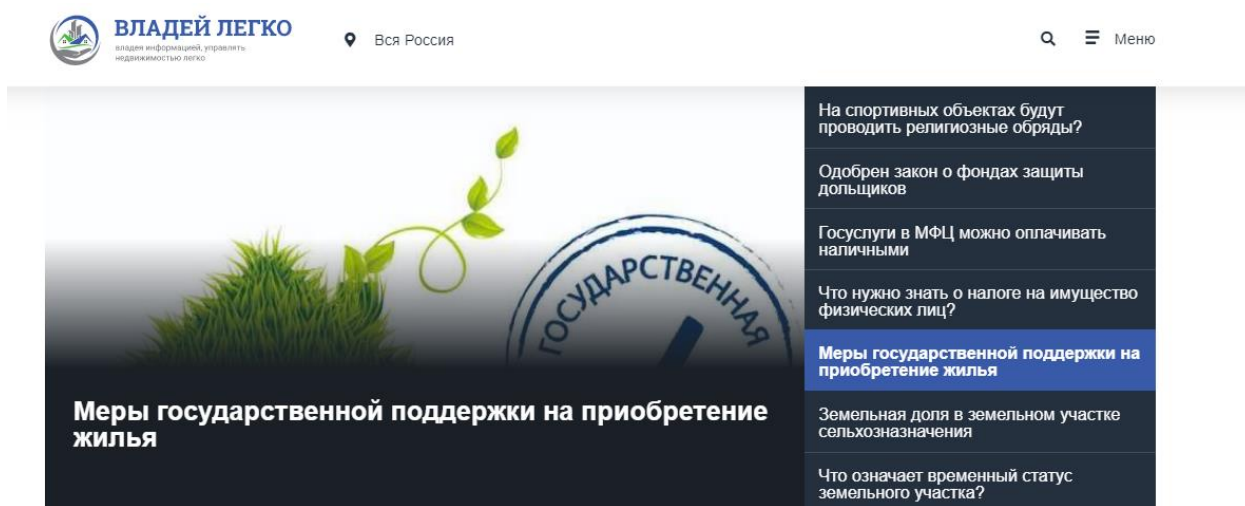 ВЛАДЕЙ ЛЕГКО
владея информацией, управлять
недвижимостью легко
Вся Россия
Меню
ГОСУДАРСТВЕННАЯ
Меры государственной поддержки на приобретение
жилья
На спортивных объектах будут
проводить религиозные обряды?
Одобрен закон о фондах защиты
дольщиков
Госуслуги в МФЦ можно оплачивать
наличными
Что нужно знать о налоге на имущество
физических лиц?
Меры государственной поддержки на
приобретение жилья
Земельная доля в земельном участке
сельхозназначения
Что означает временный статус
земельного участка?